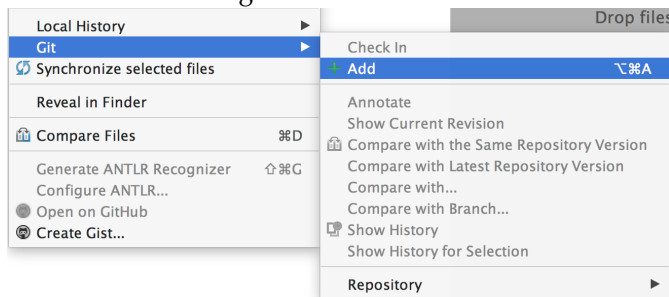 Drop files
Local History
Git
Synchronize selected files
Reveal in Finder
Compare Files ⌘D
Generate ANTLR Recognizer ⇧⌘G
Configure ANTLR...
Open on GitHub
Create Gist...
Check In
Add ⌥⌘A
Annotate
Show Current Revision
Compare with the Same Repository Version
Compare with Latest Repository Version
Compare with...
Compare with Branch...
Show History
Show History for Selection
Repository